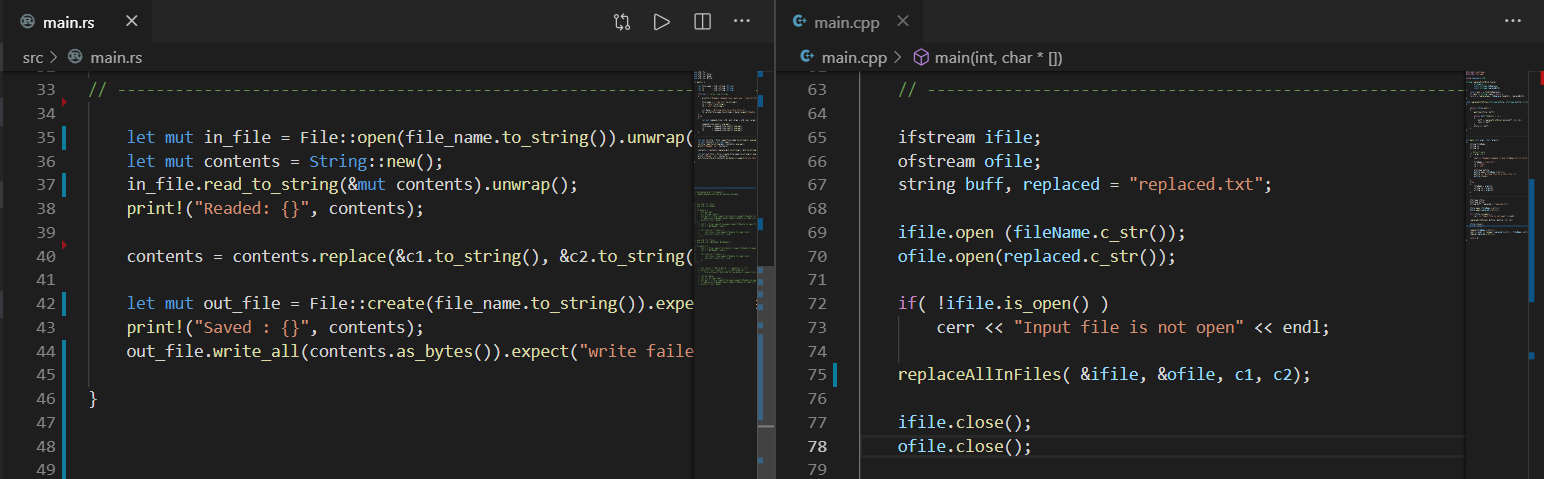 main.rs
src > main.rs
33 // ----------------------------------------------------------
34
35 let mut in_file = File::open(file_name.to_string()).unwrap(
36 let mut contents = String::new();
37 in_file.read_to_string(&mut contents).unwrap();
38 print!("Readed: {}", contents);
39
40 contents = contents.replace(&c1.to_string(), &c2.to_string(
41
42 let mut out_file = File::create(file_name.to_string()).expe
43 print!("Saved : {}", contents);
44 out_file.write_all(contents.as_bytes()).expect("write faile
45
46 }
47
48
49
main.cpp
main.cpp > main(int, char * [])
63 // ----------------------------------------------------------
64
65 ifstream ifile;
66 ofstream ofile;
67 string buff, replaced = "replaced.txt";
68
69 ifile.open (fileName.c_str());
70 ofile.open(replaced.c_str());
71
72 if( !ifile.is_open() )
73 cerr << "Input file is not open" << endl;
74
75 replaceAllInFiles( &ifile, &ofile, c1, c2);
76
77 ifile.close();
78 ofile.close();
79